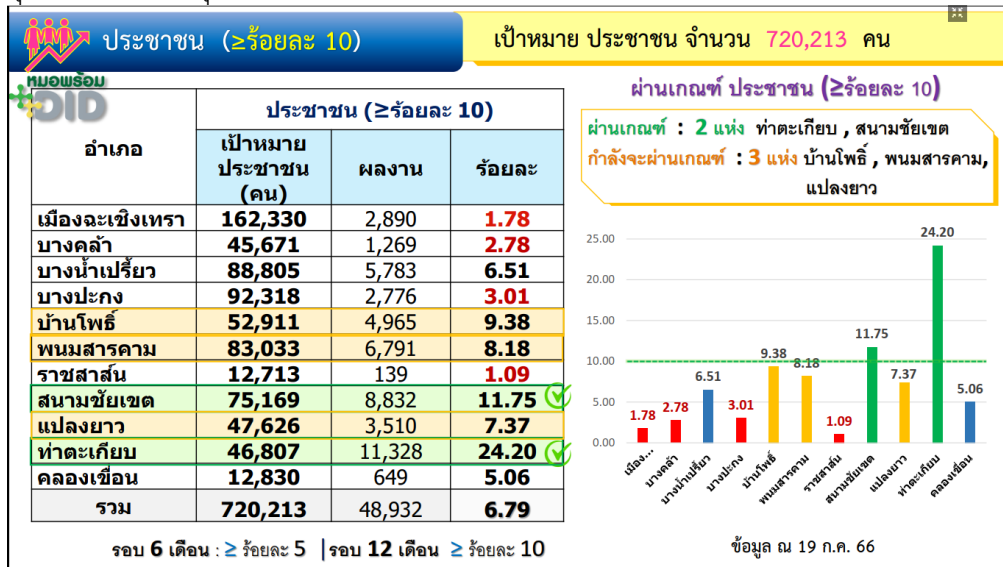 ประชาชน (≥ร้อยละ 10)
เป้าหมาย ประชาชน จำนวน 720,213 คน
หมอพร้อม
DID
อำเภอ
ประชาชน (≥ร้อยละ 10)
เป้าหมาย
ประชาชน
(คน)
ผลงาน
ร้อยละ
เมืองฉะเชิงเทรา 162,330 2,890 1.78
บางคล้า 45,671 1,269 2.78
บางน้ำเปรี้ยว 88,805 5,783 6.51
บางปะกง 92,318 2,776 3.01
บ้านโพธิ์ 52,911 4,965 9.38
พนมสารคาม 83,033 6,791 8.18
ราชสาส์น 12,713 139 1.09
สนามชัยเขต 75,169 8,832 11.75
แปลงยาว 47,626 3,510 7.37
ท่าตะเกียบ 46,807 11,328 24.20
คลองเขื่อน 12,830 649 5.06
รวม 720,213 48,932 6.79
รอบ 6 เดือน : ≥ ร้อยละ 5 |รอบ 12 เดือน ≥ ร้อยละ 10
ผ่านเกณฑ์ ประชาชน (≥ร้อยละ 10)
ผ่านเกณฑ์ : 2 แห่ง ท่าตะเกียบ , สนามชัยเขต
กำลังจะผ่านเกณฑ์ : 3 แห่ง บ้านโพธิ์ , พนมสารคาม,
แปลงยาว
25.00
20.00
15.00
10.00
5.00
0.00
1.78
2.78
6.51
3.01
9.38
8.18
1.09
11.75
7.37
24.20
5.06
เมือง...
บางคล้า
บางน้ำเปรี้ยว
บางปะกง
บ้านโพธิ์
พนมสารคาม
ราชสาส์น
สนามชัยเขต
แปลงยาว
ท่าตะเกียบ
คลองเขื่อน
ข้อมูล ณ 19 ก.ค. 66